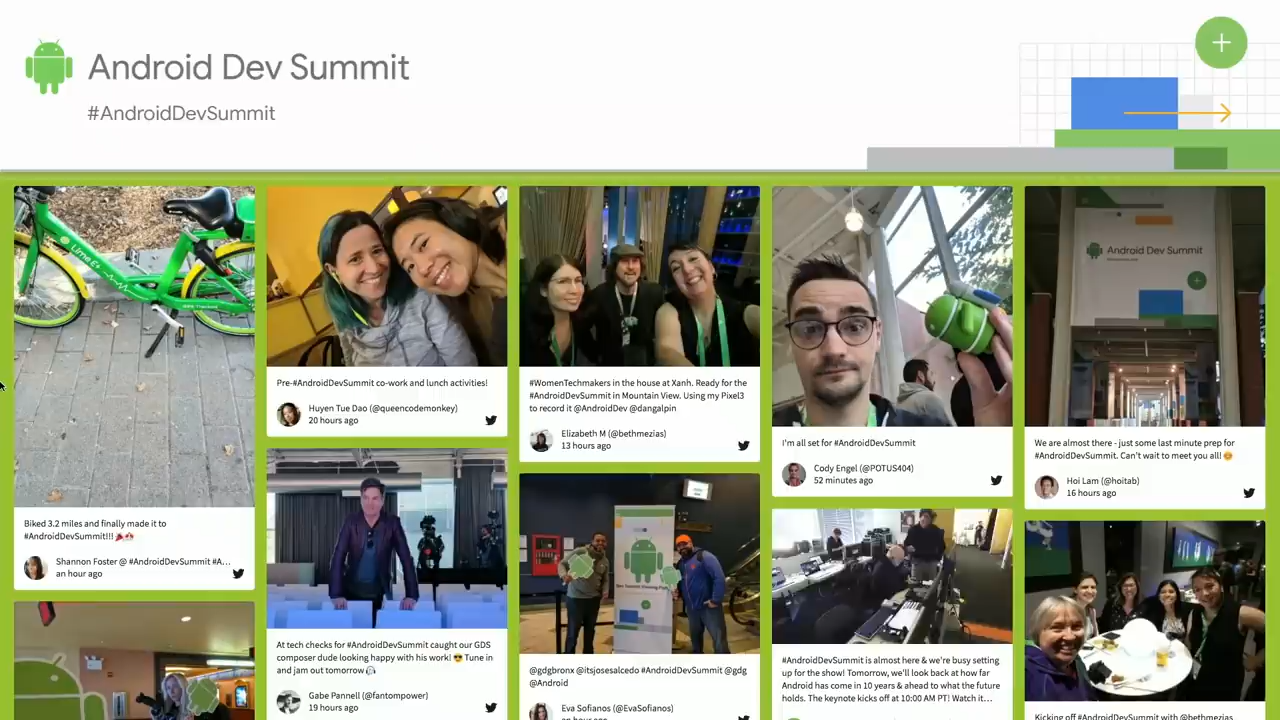 Android Dev Summit
#AndroidDevSummit
Lime-E
Biked 3.2 miles and finally made it to
#AndroidDevSummit!!! 🎉
Shannon Foster @ #AndroidDevSummit #A...
an hour ago
Pre-#AndroidDevSummit co-work and lunch activities!
Huyen Tue Dao (@queencodemonkey)
20 hours ago
At tech checks for #AndroidDevSummit caught our GDS
composer dude looking happy with his work! 😎 Tune in
and jam out tomorrow 🎧
Gabe Pannell (@fantompower)
19 hours ago
#WomenTechmakers in the house at Xanh. Ready for the
#AndroidDevSummit in Mountain View. Using my Pixel3
to record it @AndroidDev @dangalpin
Elizabeth M (@bethmezias)
13 hours ago
@gdgbronx @itsjosesalcedo #AndroidDevSummit @gdg
@Android
Eva Sofianos (@EvaSofianos)
an hour ago
I'm all set for #AndroidDevSummit
Cody Engel (@POTUS404)
52 minutes ago
#AndroidDevSummit is almost here & we're busy setting
up for the show! Tomorrow, we'll look back at how far
Android has come in 10 years & ahead to what the future
holds. The keynote kicks off at 10:00 AM PT! Watch it...
Android Dev Summit
We are almost there - just some last minute prep for
#AndroidDevSummit. Can't wait to meet you all! 😍
Hoi Lam (@hoitab)
16 hours ago
Kicking off #AndroidDevSummit with @bethmezias